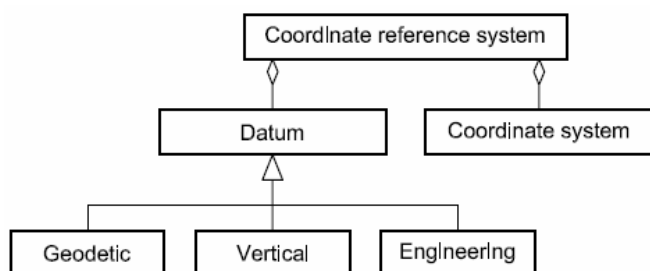 Coordinate reference system
Datum
Coordinate system
Geodetic
Vertical
Engineering